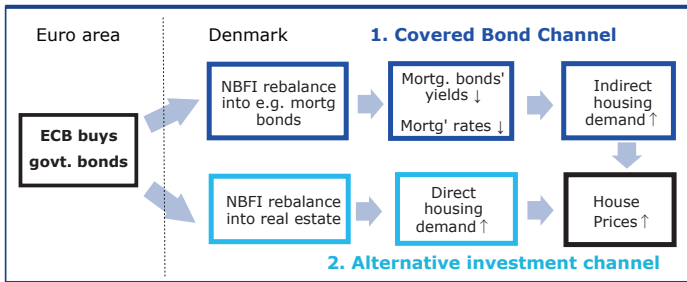 Euro area
Denmark
1. Covered Bond Channel
NBFI rebalance
into e.g. mortg
bonds
Mortg. bonds'
yields ↓
Mortg' rates ↓
Indirect
housing
demand ↑
ECB buys
govt. bonds
NBFI rebalance
into real estate
Direct
housing
demand ↑
House
Prices ↑
2. Alternative investment channel